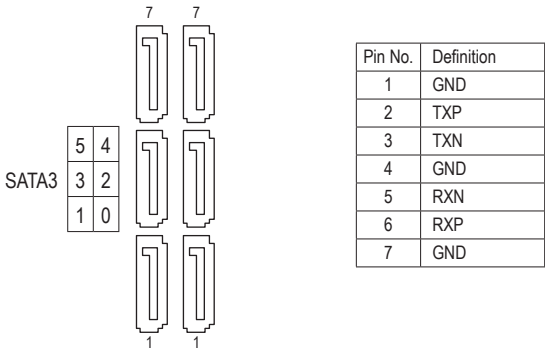 7 7
5 4
SATA3 3 2
1 0
1 1
Pin No. Definition
1 GND
2 TXP
3 TXN
4 GND
5 RXN
6 RXP
7 GND